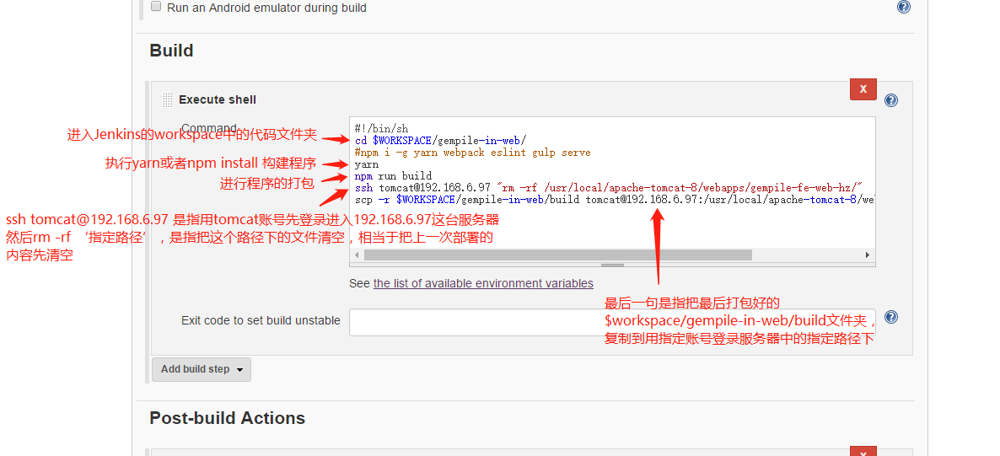 Run an Android emulator during build
Build
X
Execute shell
Command
#!/bin/sh
cd $WORKSPACE/gempile-in-web/
#npm i -g yarn webpack eslint gulp serve
yarn
npm run build
ssh tomcat@192.168.6.97 "rm -rf /usr/local/apache-tomcat-8/webapps/gempile-fe-web-hz/"
scp -r $WORKSPACE/gempile-in-web/build tomcat@192.168.6.97:/usr/local/apache-tomcat-8/we
进入Jenkins的workspace中的代码文件夹
执行yarn或者npm install 构建程序
进行程序的打包
ssh tomcat@192.168.6.97 是指用tomcat账号先登录进入192.168.6.97这台服务器
然后rm -rf ‘指定路径’，是指把这个路径下的文件清空，相当于把上一次部署的
内容先清空
See the list of available environment variables
最后一句是指把最后打包好的
$workspace/gempile-in-web/build文件夹，
复制到用指定账号登录服务器中的指定路径下
Exit code to set build unstable
Add build step
Post-build Actions
X